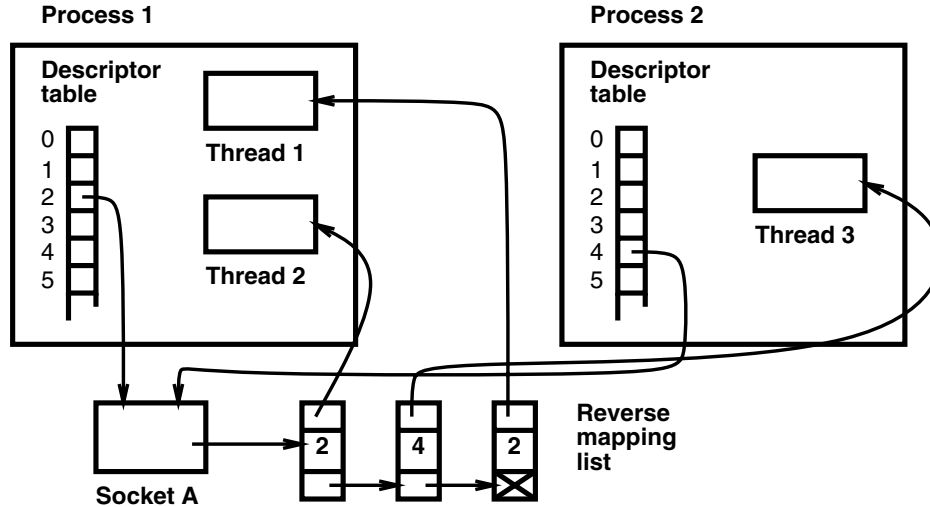 Process 1
Process 2
Descriptor
table
0
1
2
3
4
5
Thread 1
Thread 2
Descriptor
table
0
1
2
3
4
5
Thread 3
Socket A
2
4
2
Reverse
mapping
list